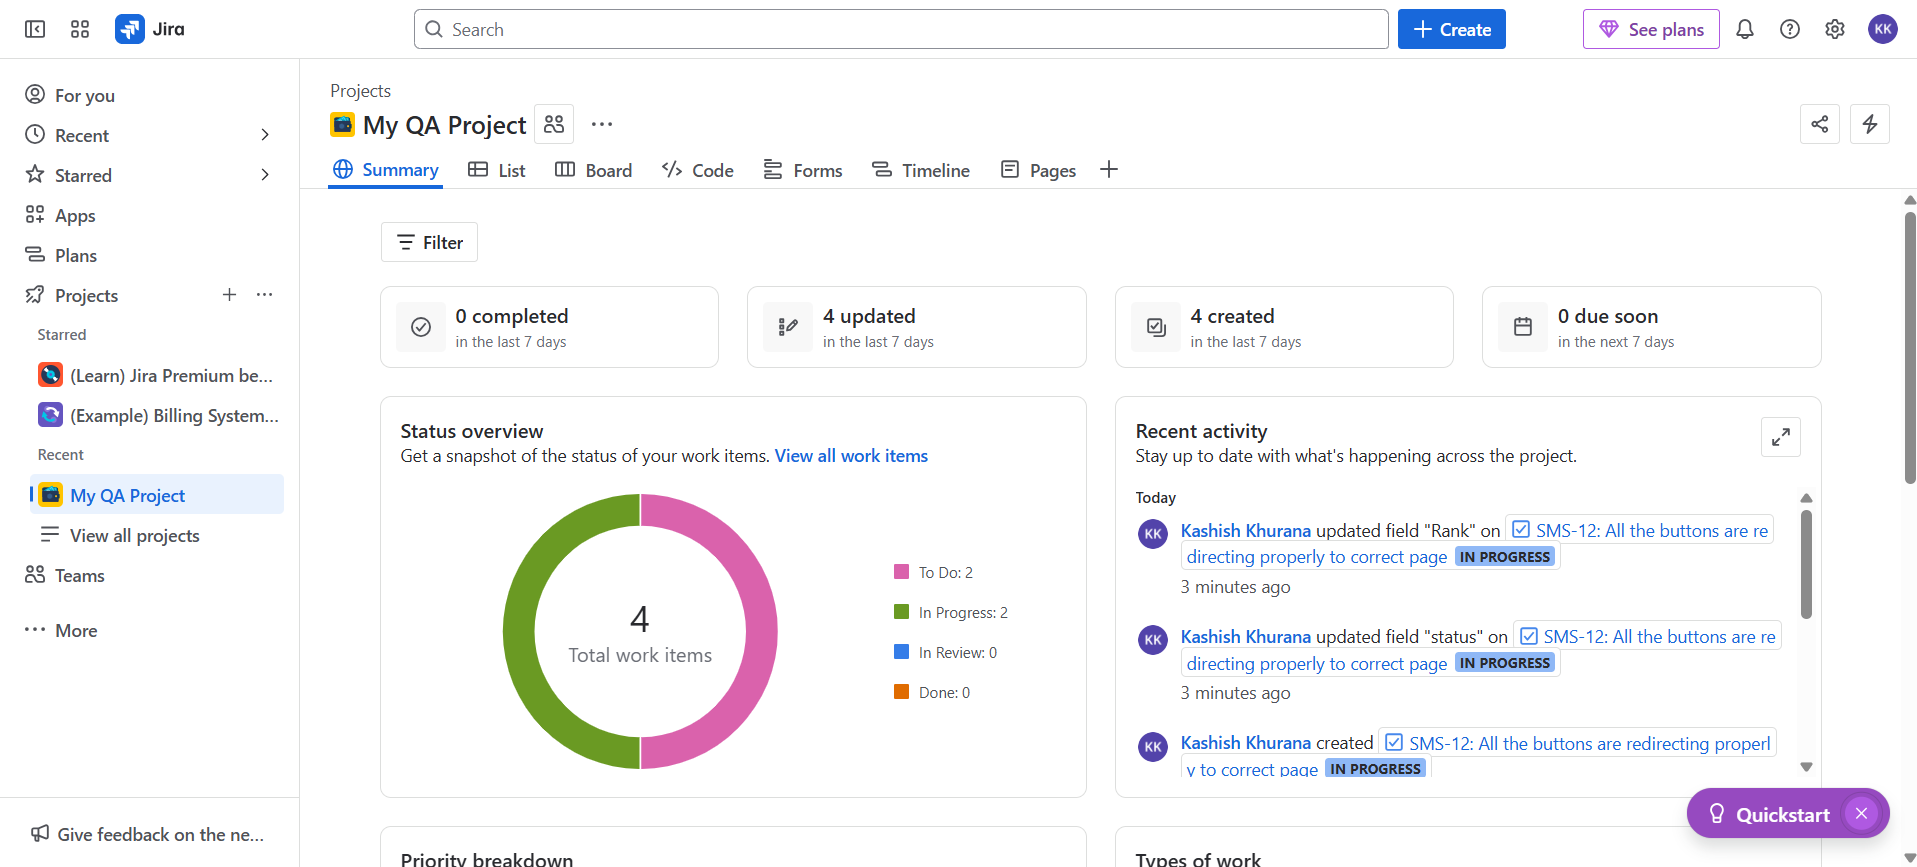 Jira
Search
Create
See plans
KK
For you
Recent
Starred
Apps
Plans
Projects
Starred
(Learn) Jira Premium be...
(Example) Billing System...
Recent
My QA Project
View all projects
Teams
More
Give feedback on the ne...
Projects
My QA Project
Summary
List
Board
Code
Forms
Timeline
Pages
Filter
0 completed
in the last 7 days
4 updated
in the last 7 days
4 created
in the last 7 days
0 due soon
in the next 7 days
Status overview
Get a snapshot of the status of your work items. View all work items
4
Total work items
To Do: 2
In Progress: 2
In Review: 0
Done: 0
Recent activity
Stay up to date with what's happening across the project.
Today
KK
Kashish Khurana updated field "Rank" on SMS-12: All the buttons are re
directing properly to correct page IN PROGRESS
3 minutes ago
KK
Kashish Khurana updated field "status" on SMS-12: All the buttons are re
directing properly to correct page IN PROGRESS
3 minutes ago
KK
Kashish Khurana created SMS-12: All the buttons are redirecting properl
y to correct page IN PROGRESS
Quickstart
Priority breakdown
Types of work